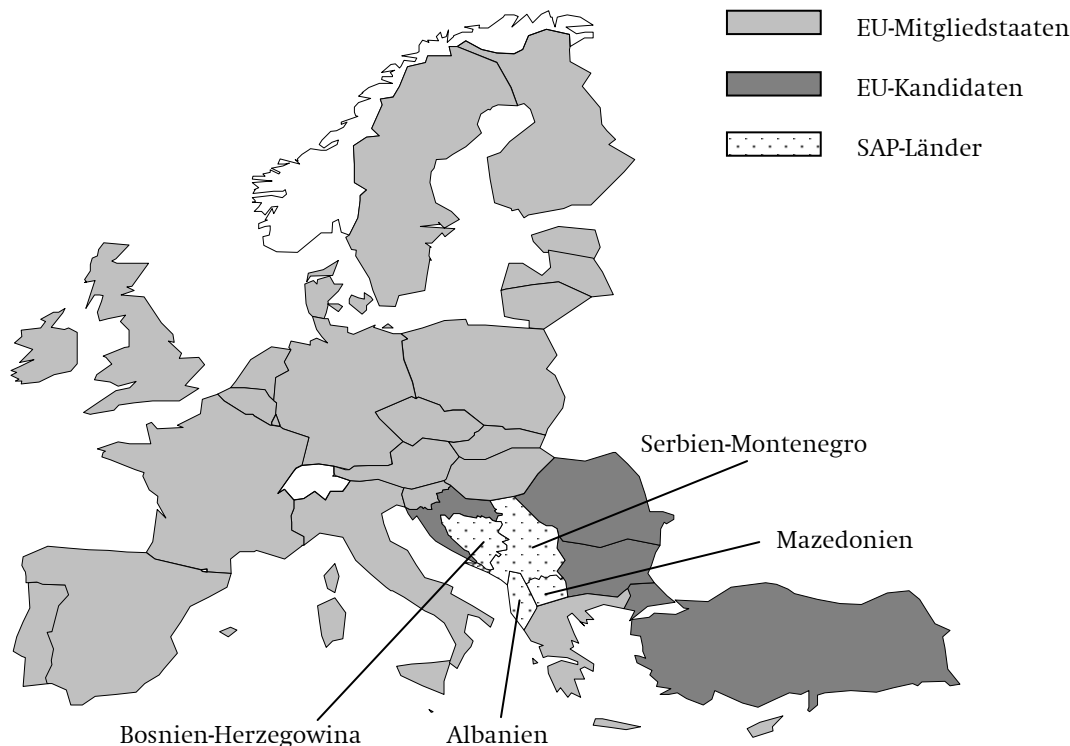 EU-Mitgliedstaaten
EU-Kandidaten
SAP-Länder
Serbien-Montenegro
Mazedonien
Bosnien-Herzegowina
Albanien